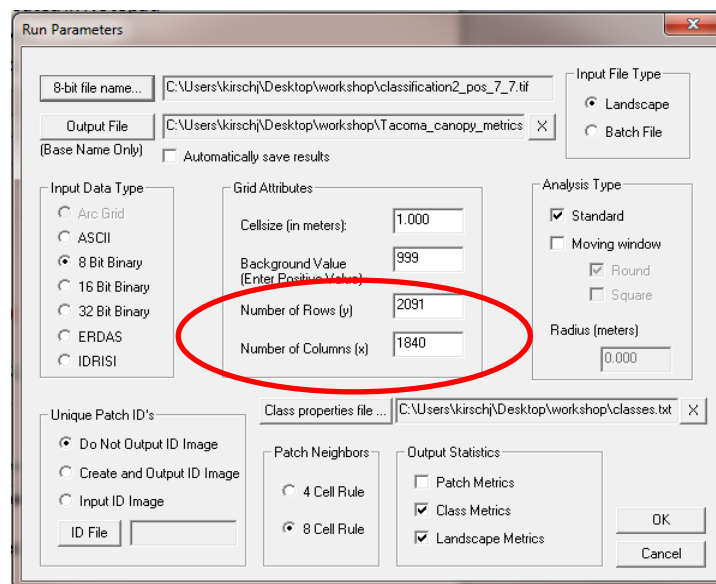 Run Parameters
8-bit file name...
C:\Users\kirschj\Desktop\workshop\classification2_pos_7_7.tif
Output File
C:\Users\kirschj\Desktop\workshop\Tacoma_canopy_metrics
X
(Base Name Only)
Automatically save results
Input File Type
Landscape
Batch File
Input Data Type
Arc Grid
ASCII
8 Bit Binary
16 Bit Binary
32 Bit Binary
ERDAS
IDRISI
Grid Attributes
Cellsize (in meters):
1.000
Background Value
(Enter Positive Value)
999
Number of Rows (y)
2091
Number of Columns (x)
1840
Analysis Type
Standard
Moving window
Round
Square
Radius (meters)
0.000
Class properties file ...
C:\Users\kirschj\Desktop\workshop\classes.txt
X
Unique Patch ID's
Do Not Output ID Image
Create and Output ID Image
Input ID Image
ID File
Patch Neighbors
4 Cell Rule
8 Cell Rule
Output Statistics
Patch Metrics
Class Metrics
Landscape Metrics
OK
Cancel